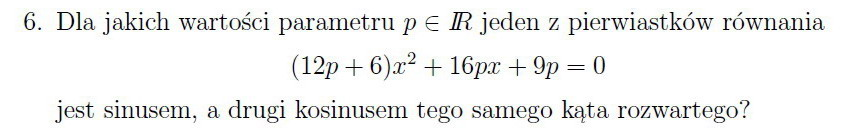 6. Dla jakich wartości parametru p ∈ ℝ jeden z pierwiastków równania
(12p + 6)x² + 16px + 9p = 0
jest sinusem, a drugi kosinusem tego samego kąta rozwartego?